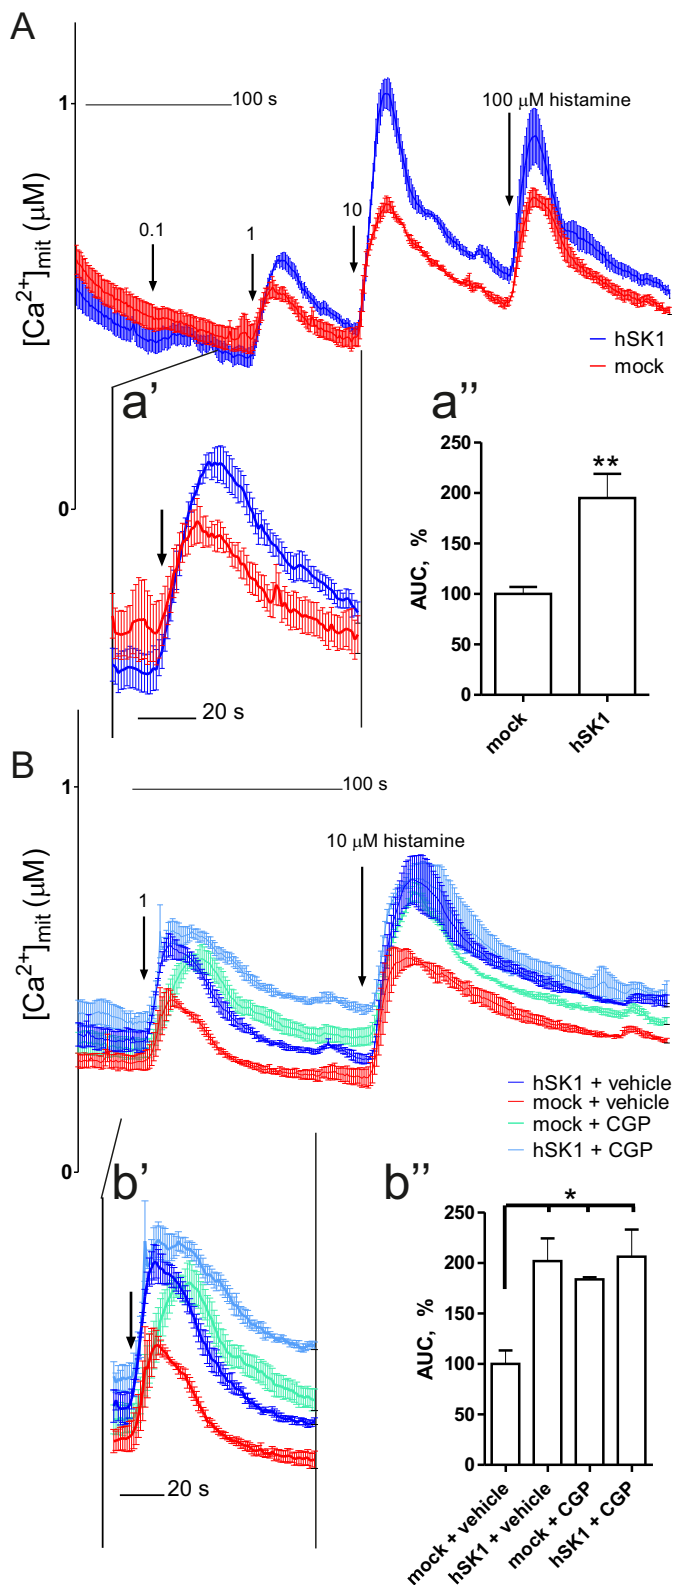 A
1
100 s
100 μM histamine
0.1
1
10
[Ca2+]mit (μM)
hSK1
mock
a'
a''
0
20 s
250
200
150
100
50
0
AUC, %
**
mock
hSK1
B
1
100 s
10 μM histamine
1
[Ca2+]mit (μM)
hSK1 + vehicle
mock + vehicle
mock + CGP
hSK1 + CGP
0
b'
b''
20 s
250
200
150
100
50
0
AUC, %
*
mock + vehicle
hSK1 + vehicle
mock + CGP
hSK1 + CGP